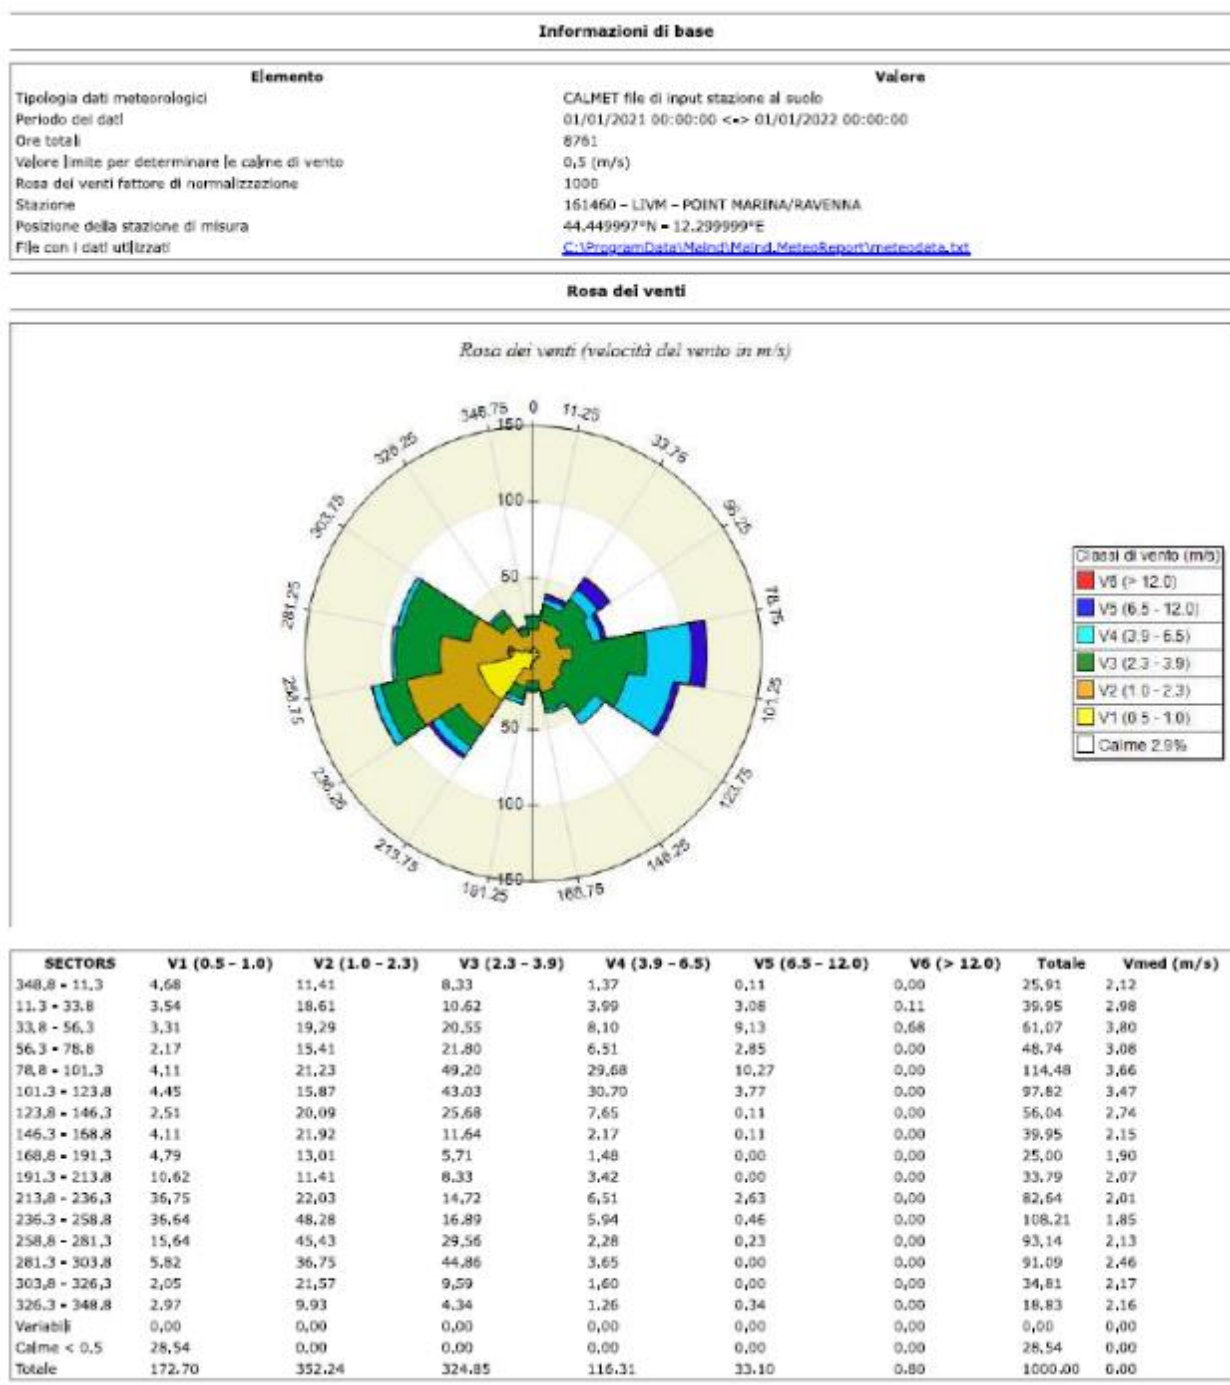 Informazioni di base
Elemento Valore
Tipologia dati meteorologici CALMET file di input stazione al suolo
Periodo dei dati 01/01/2021 00:00:00 <-> 01/01/2022 00:00:00
Ore totali 8761
Valore limite per determinare le calme di vento 0,5 (m/s)
Rosa dei venti fattore di normalizzazione 1000
Stazione 161460 - LIVM - POINT MARINA/RAVENNA
Posizione della stazione di misura 44.449997°N - 12.299999°E
File con i dati utilizzati C:\ProgramData\Maind\Maind.MeteoReport\meteodata.txt
Rosa dei venti
Rosa dei venti (velocità del vento in m/s)
348.75 0 11.25
326.25 150 33.75
303.75 100 56.25
281.25 50 78.75
258.75 50 101.25
236.25 100 123.75
213.75 150 146.25
191.25 168.75
Classi di vento (m/s)
V6 (> 12.0)
V5 (6.5 - 12.0)
V4 (3.9 - 6.5)
V3 (2.3 - 3.9)
V2 (1.0 - 2.3)
V1 (0.5 - 1.0)
Calme 2.9%
SECTORS V1 (0.5 - 1.0) V2 (1.0 - 2.3) V3 (2.3 - 3.9) V4 (3.9 - 6.5) V5 (6.5 - 12.0) V6 (> 12.0) Totale Vmed (m/s)
348,8 - 11,3 4,68 11,41 8,33 1,37 0,11 0,00 25,91 2,12
11.3 - 33.8 3,54 18,61 10,62 3,99 3,08 0,11 39,95 2,98
33,8 - 56,3 3,31 19,29 20,55 8,10 9,13 0,68 61,07 3,80
56.3 - 78.8 2,17 15,41 21,80 6,51 2,85 0,00 48,74 3,08
78,8 - 101,3 4,11 21,23 49,20 29,68 10,27 0,00 114,48 3,66
101.3 - 123.8 4,45 15,87 43,03 30,70 3,77 0,00 97,82 3,47
123,8 - 146,3 2,51 20,09 25,68 7,65 0,11 0,00 56,04 2,74
146.3 - 168.8 4,11 21,92 11,64 2,17 0,11 0,00 39,95 2,15
168,8 - 191,3 4,79 13,01 5,71 1,48 0,00 0,00 25,00 1,90
191.3 - 213.8 10,62 11,41 8,33 3,42 0,00 0,00 33,79 2,07
213,8 - 236,3 36,75 22,03 14,72 6,51 2,63 0,00 82,64 2,01
236.3 - 258.8 36,64 48,28 16,89 5,94 0,46 0,00 108,21 1,85
258,8 - 281,3 15,64 45,43 29,56 2,28 0,23 0,00 93,14 2,13
281.3 - 303.8 5,82 36,75 44,86 3,65 0,00 0,00 91,09 2,46
303,8 - 326,3 2,05 21,57 9,59 1,60 0,00 0,00 34,81 2,17
326.3 - 348.8 2,97 9,93 4,34 1,26 0,34 0,00 18,83 2,16
Variabili 0,00 0,00 0,00 0,00 0,00 0,00 0,00 0,00
Calme < 0,5 28,54 0,00 0,00 0,00 0,00 0,00 28,54 0,00
Totale 172,70 352,24 324,85 116,31 33,10 0,80 1000,00 0,00